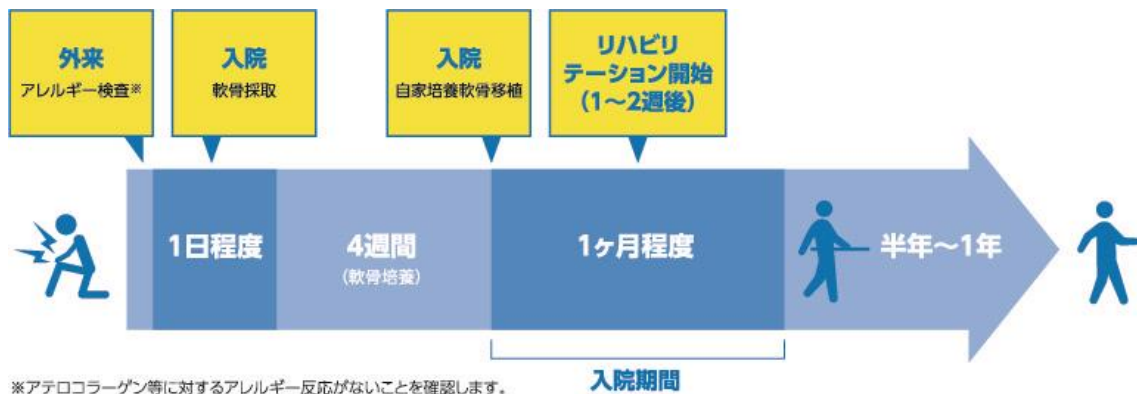 外来
アレルギー検査※
入院
軟骨採取
入院
自家培養軟骨移植
リハビリ
テーション開始
(1〜2週後)
1日程度
4週間
(軟骨培養)
1ヶ月程度
半年〜1年
入院期間
※アテロコラーゲン等に対するアレルギー反応がないことを確認します。